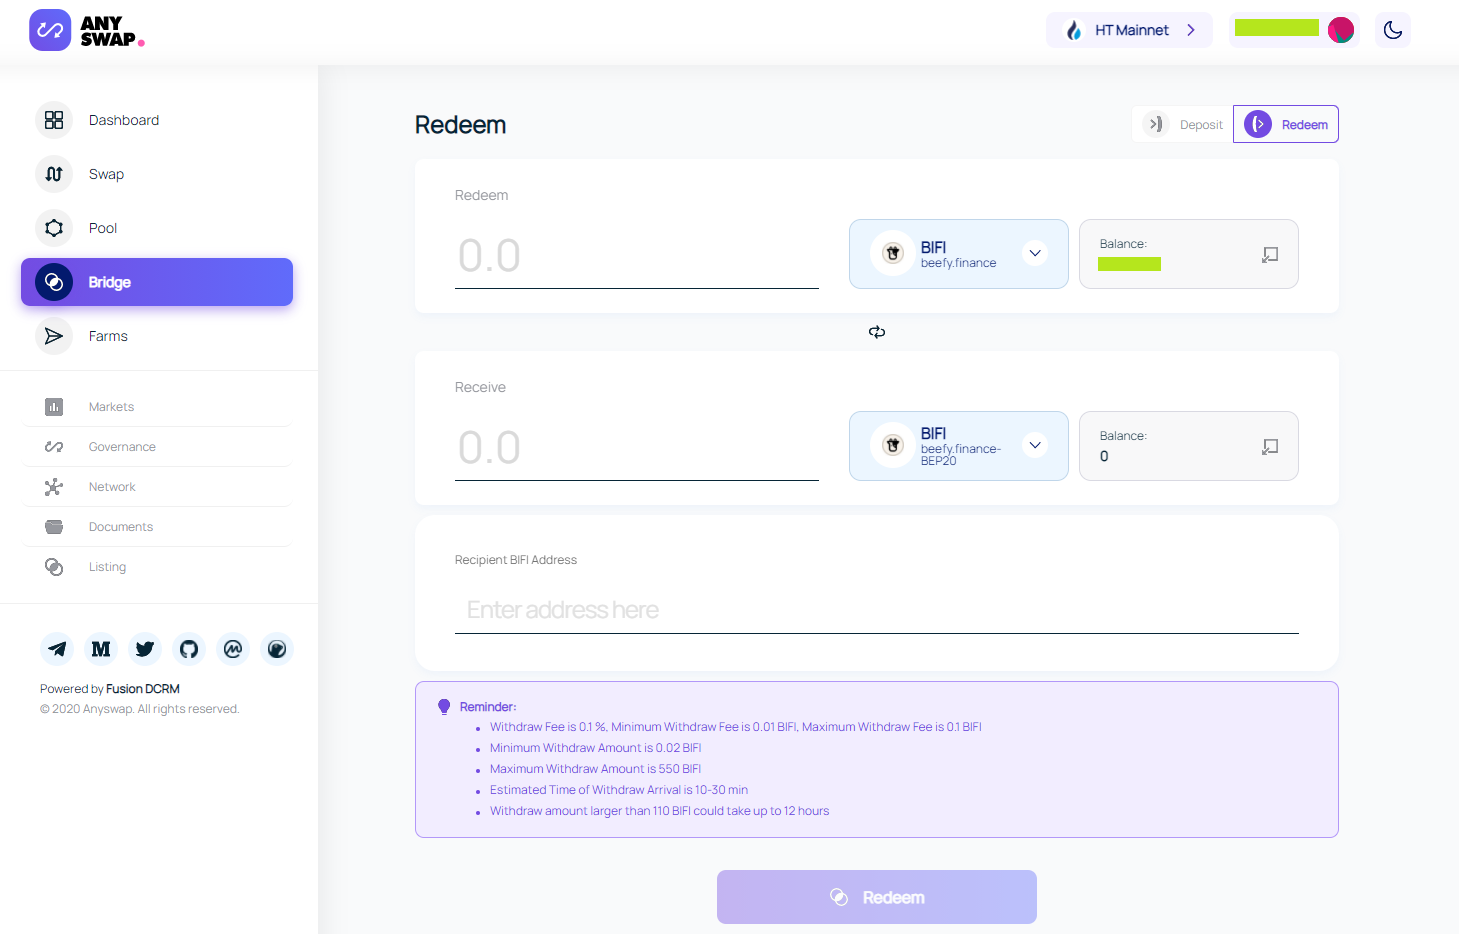 ANY
SWAP.
HT Mainnet
Dashboard
Swap
Pool
Bridge
Farms
Markets
Governance
Network
Documents
Listing
Powered by Fusion DCRM
© 2020 Anyswap. All rights reserved.
Redeem
Deposit
Redeem
Redeem
0.0
BIFI
beefy.finance
Balance:
Receive
0.0
BIFI
beefy.finance-
BEP20
Balance:
0
Recipient BIFI Address
Enter address here
Reminder:
Withdraw Fee is 0.1 %, Minimum Withdraw Fee is 0.01 BIFI, Maximum Withdraw Fee is 0.1 BIFI
Minimum Withdraw Amount is 0.02 BIFI
Maximum Withdraw Amount is 550 BIFI
Estimated Time of Withdraw Arrival is 10-30 min
Withdraw amount larger than 110 BIFI could take up to 12 hours
Redeem